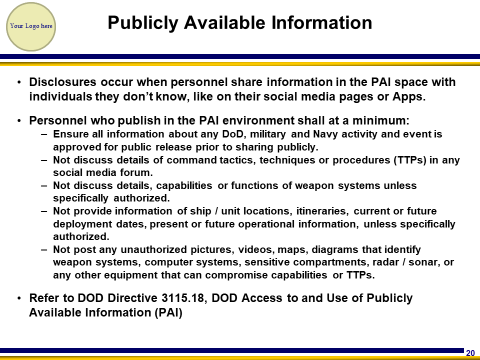 Your Logo here
Publicly Available Information
• Disclosures occur when personnel share information in the PAI space with
individuals they don’t know, like on their social media pages or Apps.
• Personnel who publish in the PAI environment shall at a minimum:
– Ensure all information about any DoD, military and Navy activity and event is
approved for public release prior to sharing publicly.
– Not discuss details of command tactics, techniques or procedures (TTPs) in any
social media forum.
– Not discuss details, capabilities or functions of weapon systems unless
specifically authorized.
– Not provide information of ship / unit locations, itineraries, current or future
deployment dates, present or future operational information, unless specifically
authorized.
– Not post any unauthorized pictures, videos, maps, diagrams that identify
weapon systems, computer systems, sensitive compartments, radar / sonar, or
any other equipment that can compromise capabilities or TTPs.
• Refer to DOD Directive 3115.18, DOD Access to and Use of Publicly
Available Information (PAI)
20